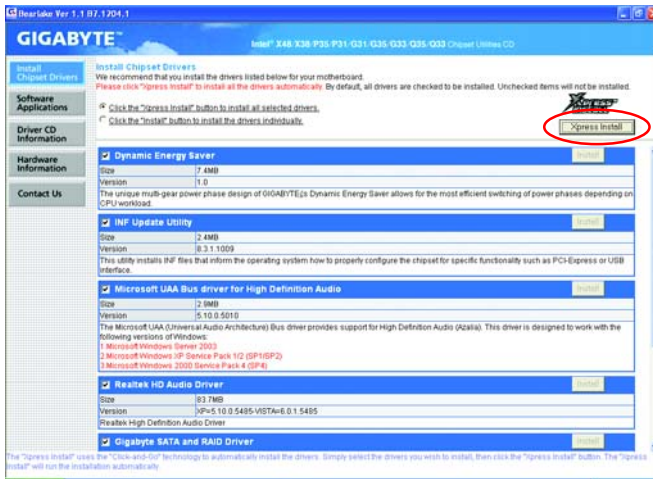 Bearlake Ver 1.1 B7.1204.1
GIGABYTE™
Intel® X48/X38/P35/P31/G31/G35/G33/Q35/Q33 Chipset Utilities CD
Install Chipset Drivers
Software Applications
Driver CD Information
Hardware Information
Contact Us
Install Chipset Drivers
We recommend that you install the drivers listed below for your motherboard.
Please click "Xpress Install" to install all the drivers automatically. By default, all drivers are checked to be installed. Unchecked items will not be installed.
Click the "Xpress Install" button to install all selected drivers.
Click the "Install" button to install the drivers individually.
Xpress
Xpress Install
Dynamic Energy Saver
Install
Size 7.4MB
Version 1.0
The unique multi-gear power phase design of GIGABYTE¡¦s Dynamic Energy Saver allows for the most efficient switching of power phases depending on
CPU workload.
INF Update Utility
Install
Size 2.4MB
Version 8.3.1.1009
This utility installs INF files that inform the operating system how to properly configure the chipset for specific functionality such as PCI-Express or USB
interface.
Microsoft UAA Bus driver for High Definition Audio
Install
Size 2.9MB
Version 5.10.0.5010
The Microsoft UAA (Universal Audio Architecture) Bus driver provides support for High Definition Audio (Azalia). This driver is designed to work with the
following versions of Windows:
1.Microsoft Windows Server 2003
2.Microsoft Windows XP Service Pack 1/2 (SP1/SP2)
3.Microsoft Windows 2000 Service Pack 4 (SP4)
Realtek HD Audio Driver
Install
Size 83.7MB
Version XP=5.10.0.5485-VISTA=6.0.1.5485
Realtek High Definition Audio Driver
Gigabyte SATA and RAID Driver
Install
The "Xpress Install" uses the "Click-and-Go" technology to automatically install the drivers. Simply select the drivers you wish to install, then click the "Xpress Install" button. The "Xpress
Install" will run the installation automatically